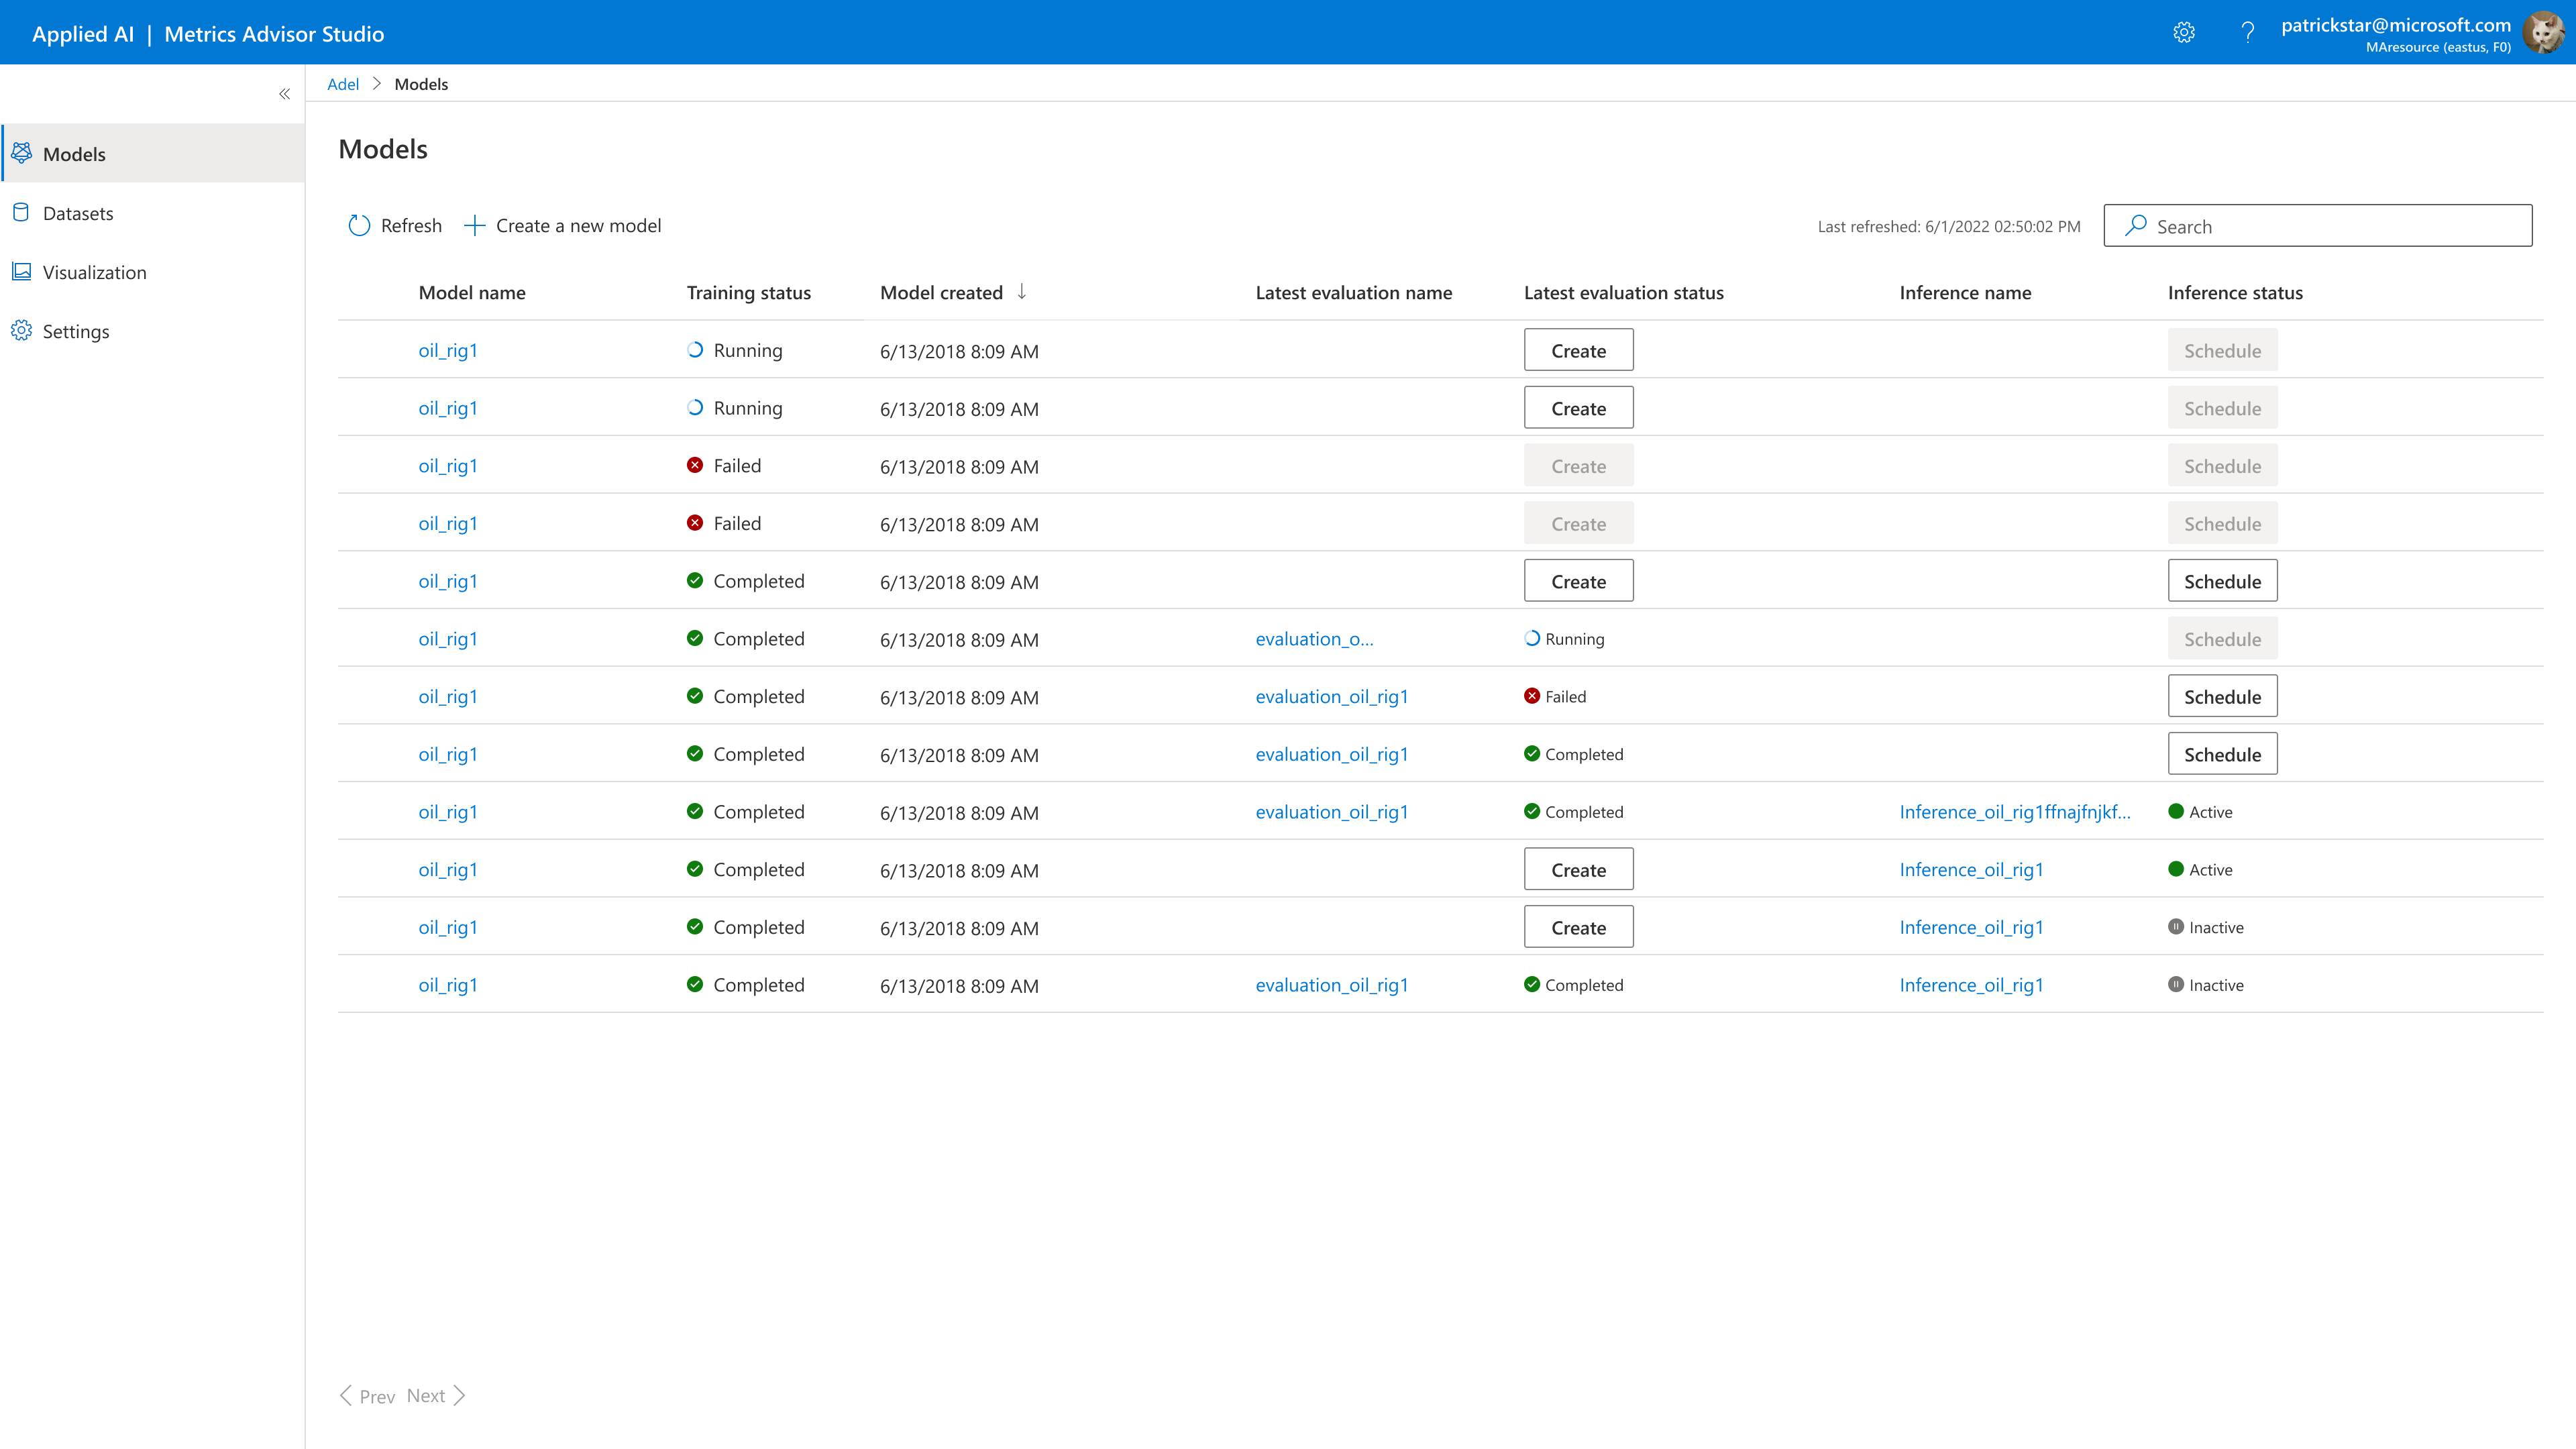 Applied AI | Metrics Advisor Studio
patrickstar@microsoft.com
MAresource (eastus, F0)
Adel > Models
Models
Datasets
Visualization
Settings
Models
Refresh Create a new model Last refreshed: 6/1/2022 02:50:02 PM Search
Model name Training status Model created ↓ Latest evaluation name Latest evaluation status Inference name Inference status
oil_rig1 Running 6/13/2018 8:09 AM Create Schedule
oil_rig1 Running 6/13/2018 8:09 AM Create Schedule
oil_rig1 Failed 6/13/2018 8:09 AM Create Schedule
oil_rig1 Failed 6/13/2018 8:09 AM Create Schedule
oil_rig1 Completed 6/13/2018 8:09 AM Create Schedule
oil_rig1 Completed 6/13/2018 8:09 AM evaluation_o... Running Schedule
oil_rig1 Completed 6/13/2018 8:09 AM evaluation_oil_rig1 Failed Schedule
oil_rig1 Completed 6/13/2018 8:09 AM evaluation_oil_rig1 Completed Schedule
oil_rig1 Completed 6/13/2018 8:09 AM evaluation_oil_rig1 Completed Inference_oil_rig1ffnajfnjkf... Active
oil_rig1 Completed 6/13/2018 8:09 AM Create Inference_oil_rig1 Active
oil_rig1 Completed 6/13/2018 8:09 AM Create Inference_oil_rig1 Inactive
oil_rig1 Completed 6/13/2018 8:09 AM evaluation_oil_rig1 Completed Inference_oil_rig1 Inactive
Prev Next